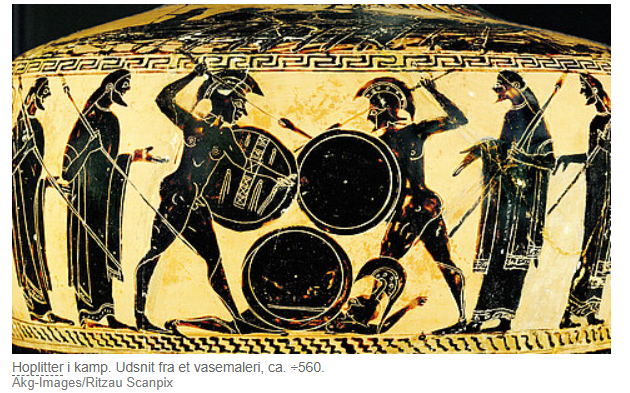 Hoplitter i kamp. Udsnit fra et vasemaleri, ca. ÷560.
Akg-Images/Ritzau Scanpix